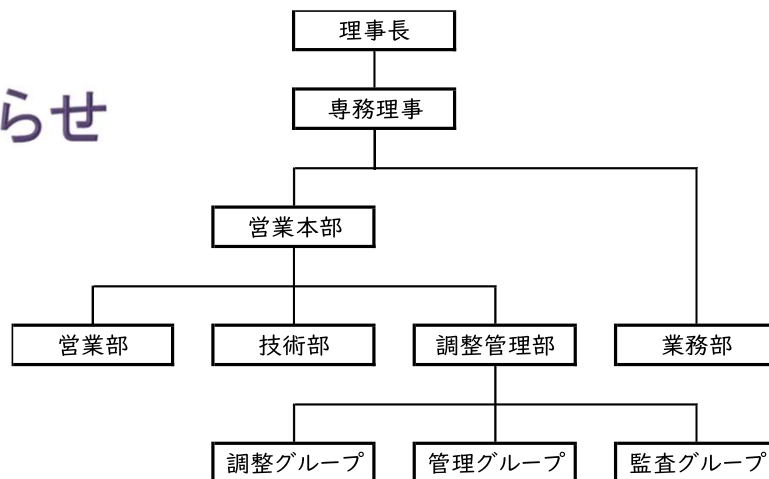 らせ
理事長
専務理事
営業本部
営業部
技術部
調整管理部
業務部
調整グループ
管理グループ
監査グループ